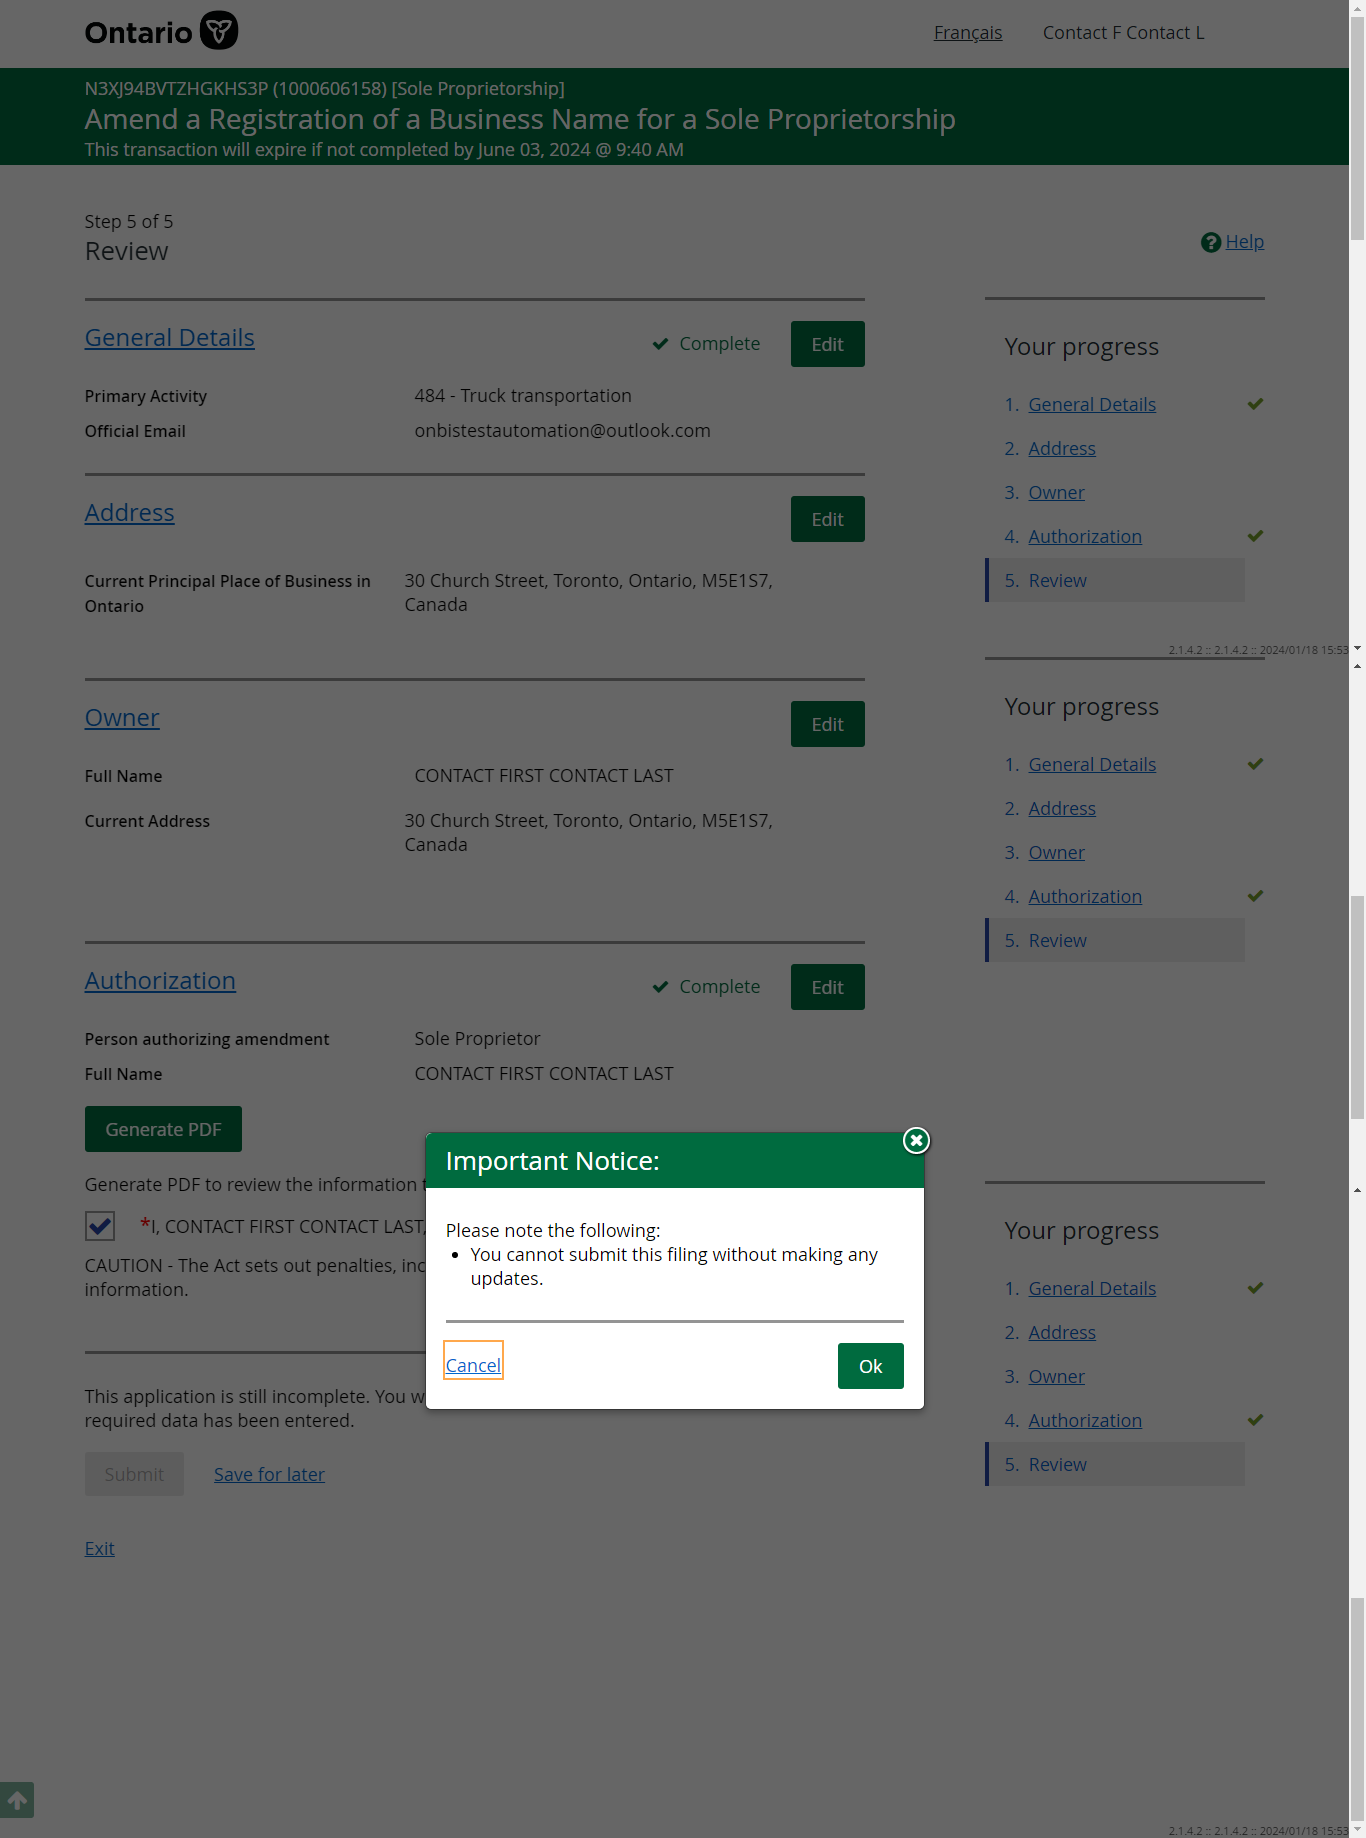 Ontario
Français
Contact F Contact L
N3XJ94BVTZHGKHS3P (1000606158) [Sole Proprietorship]
Amend a Registration of a Business Name for a Sole Proprietorship
This transaction will expire if not completed by June 03, 2024 @ 9:40 AM
Step 5 of 5
Review
Help
General Details
Complete
Edit
Primary Activity
484 - Truck transportation
Official Email
onbistestautomation@outlook.com
Address
Edit
Current Principal Place of Business in
Ontario
30 Church Street, Toronto, Ontario, M5E1S7,
Canada
Owner
Edit
Full Name
CONTACT FIRST CONTACT LAST
Current Address
30 Church Street, Toronto, Ontario, M5E1S7,
Canada
Authorization
Complete
Edit
Person authorizing amendment
Sole Proprietor
Full Name
CONTACT FIRST CONTACT LAST
Generate PDF
Generate PDF to review the information
*I, CONTACT FIRST CONTACT LAST,
CAUTION - The Act sets out penalties, inc
information.
This application is still incomplete. You w
required data has been entered.
Submit
Save for later
Exit
Important Notice:
Please note the following:
• You cannot submit this filing without making any
updates.
Cancel
Ok
Your progress
1. General Details
2. Address
3. Owner
4. Authorization
5. Review
2.1.4.2 :: 2.1.4.2 :: 2024/01/18 15:53
Your progress
1. General Details
2. Address
3. Owner
4. Authorization
5. Review
Your progress
1. General Details
2. Address
3. Owner
4. Authorization
5. Review
2.1.4.2 :: 2.1.4.2 :: 2024/01/18 15:53